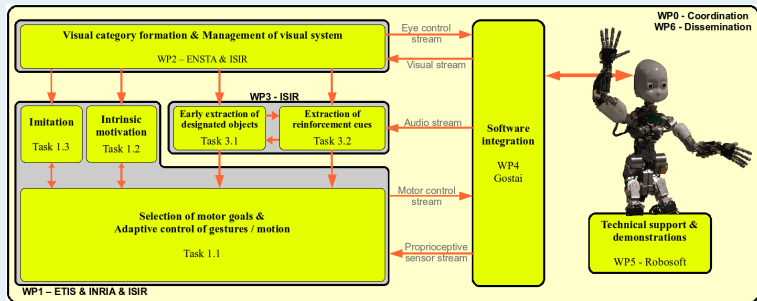 WP0 - Coordination
WP6 - Dissemination
Visual category formation & Management of visual system
WP2 – ENSTA & ISIR
Eye control
stream
Visual stream
WP3 - ISIR
Imitation
Task 1.3
Intrinsic
motivation
Task 1.2
Early extraction of
designated objects
Task 3.1
Extraction of
reinforcement cues
Task 3.2
Audio stream
Software
integration
WP4
Gostai
Motor control
stream
Selection of motor goals &
Adaptive control of gestures / motion
Task 1.1
Proprioceptive
sensor stream
Technical support &
demonstrations
WP5 - Robosoft
WP1 – ETIS & INRIA & ISIR